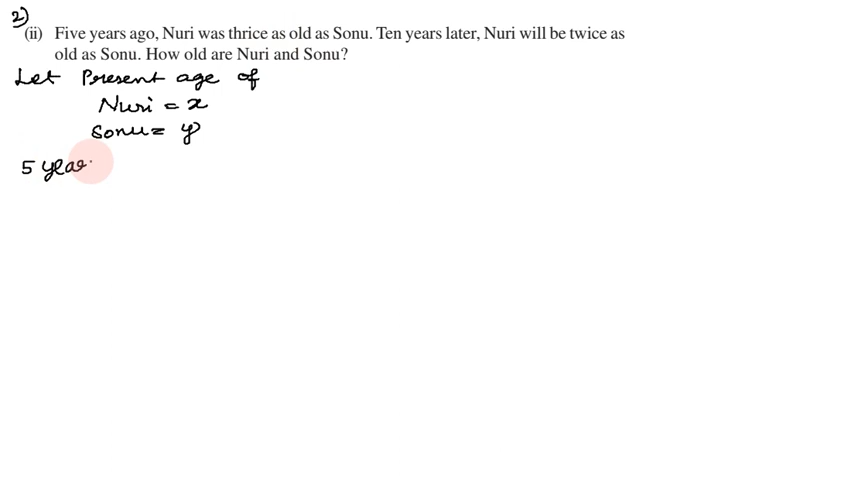 2)
(ii) Five years ago, Nuri was thrice as old as Sonu. Ten years later, Nuri will be twice as
old as Sonu. How old are Nuri and Sonu?
Let Present age of
Nuri = x
Sonu = y
5 year